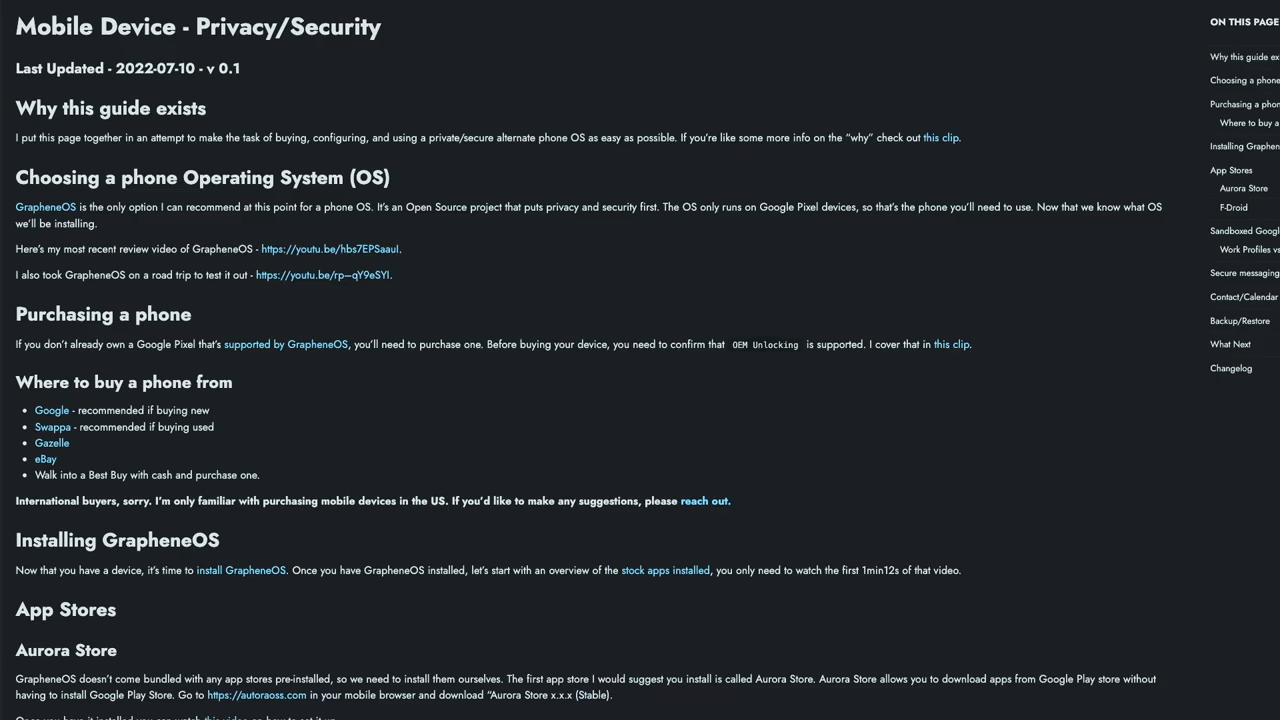 Mobile Device - Privacy/Security
Last Updated - 2022-07-10 - v 0.1
Why this guide exists
I put this page together in an attempt to make the task of buying, configuring, and using a private/secure alternate phone OS as easy as possible. If you're like some more info on the "why" check out this clip.
Choosing a phone Operating System (OS)
GrapheneOS is the only option I can recommend at this point for a phone OS. It's an Open Source project that puts privacy and security first. The OS only runs on Google Pixel devices, so that's the phone you'll need to use. Now that we know what OS
we'll be installing.
Here's my most recent review video of GrapheneOS - https://youtu.be/hbs7EPSaauI.
I also took GrapheneOS on a road trip to test it out - https://youtu.be/rp—qY9eSYI.
Purchasing a phone
If you don't already own a Google Pixel that's supported by GrapheneOS, you'll need to purchase one. Before buying your device, you need to confirm that OEM Unlocking is supported. I cover that in this clip.
Where to buy a phone from
• Google - recommended if buying new
• Swappa - recommended if buying used
• Gazelle
• eBay
• Walk into a Best Buy with cash and purchase one.
International buyers, sorry. I'm only familiar with purchasing mobile devices in the US. If you'd like to make any suggestions, please reach out.
Installing GrapheneOS
Now that you have a device, it's time to install GrapheneOS. Once you have GrapheneOS installed, let's start with an overview of the stock apps installed, you only need to watch the first 1min12s of that video.
App Stores
Aurora Store
GrapheneOS doesn't come bundled with any app stores pre-installed, so we need to install them ourselves. The first app store I would suggest you install is called Aurora Store. Aurora Store allows you to download apps from Google Play store without
having to install Google Play Store. Go to https://autoraoss.com in your mobile browser and download "Aurora Store x.x.x (Stable).
Once you have it installed you can watch this video on how to set it up
ON THIS PAGE
Why this guide ex
Choosing a phone
Purchasing a phon
Where to buy a
Installing Graphen
App Stores
Aurora Store
F-Droid
Sandboxed Googl
Work Profiles vs
Secure messaging
Contact/Calendar
Backup/Restore
What Next
Changelog